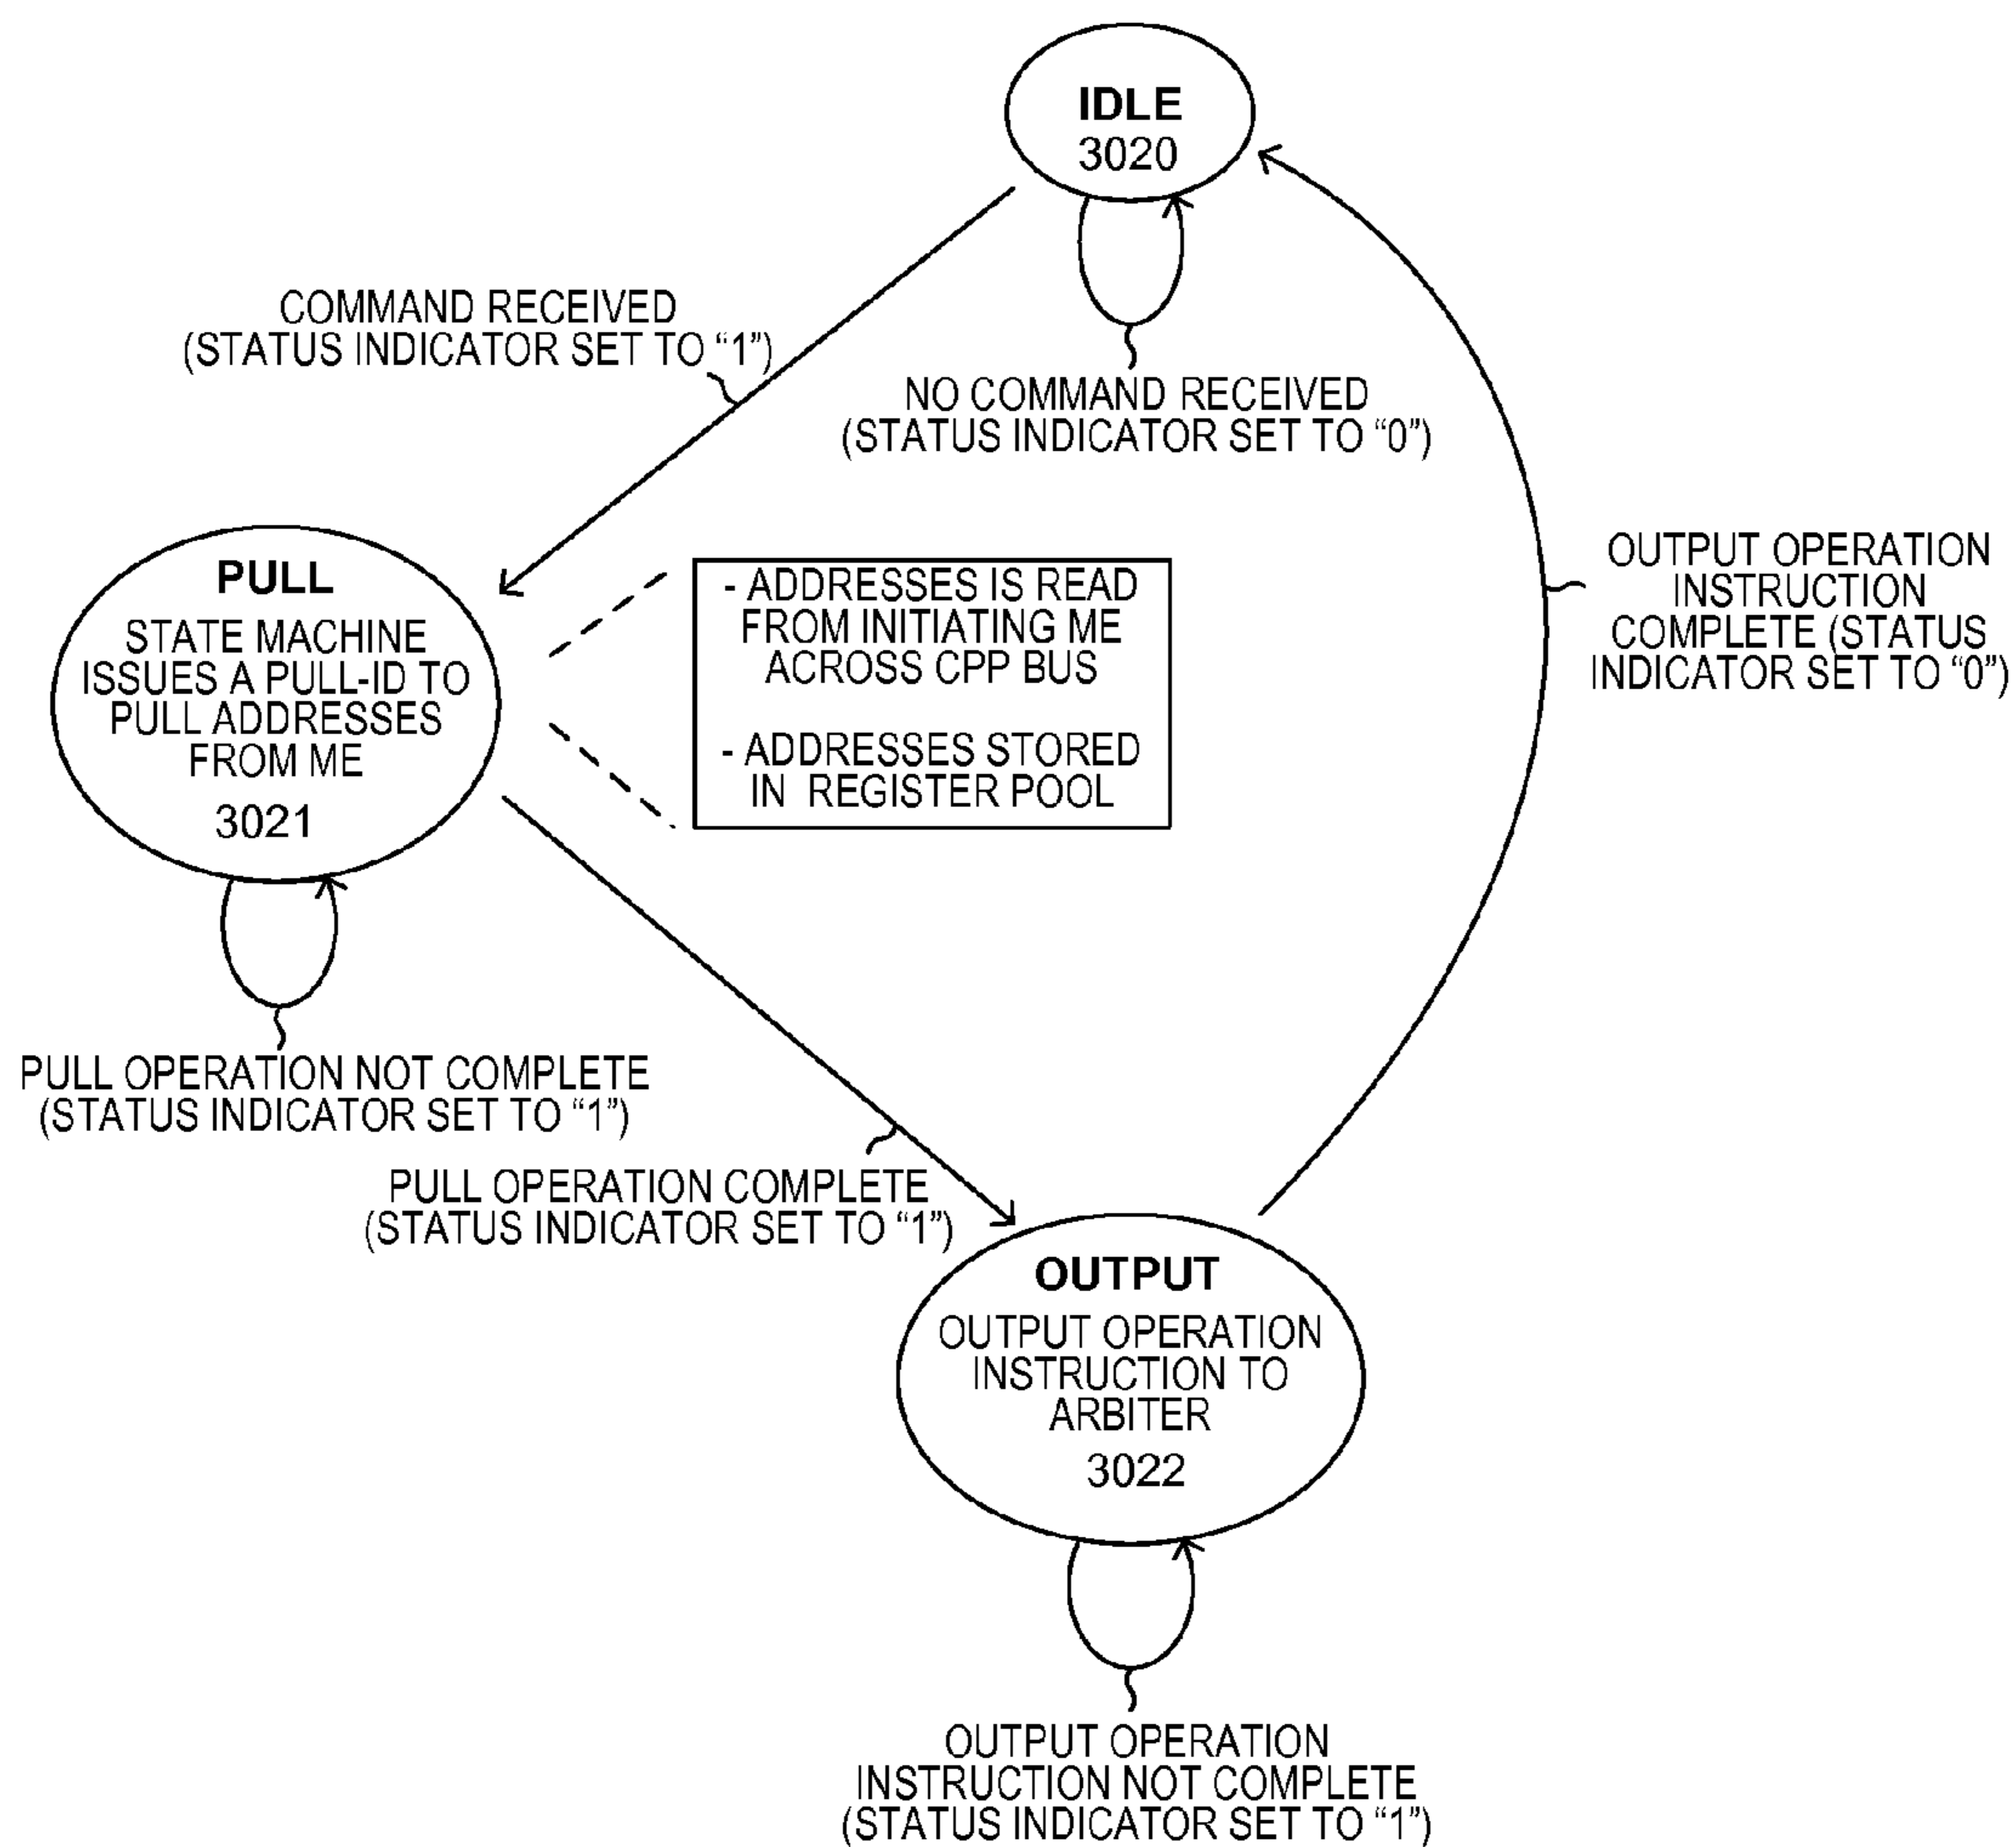 IDLE
3020
COMMAND RECEIVED
(STATUS INDICATOR SET TO “1”)
NO COMMAND RECEIVED
(STATUS INDICATOR SET TO “0”)
OUTPUT OPERATION
INSTRUCTION
COMPLETE (STATUS
INDICATOR SET TO “0”)
PULL
STATE MACHINE
ISSUES A PULL-ID TO
PULL ADDRESSES
FROM ME
3021
- ADDRESSES IS READ
FROM INITIATING ME
ACROSS CPP BUS
- ADDRESSES STORED
IN REGISTER POOL
PULL OPERATION NOT COMPLETE
(STATUS INDICATOR SET TO “1”)
PULL OPERATION COMPLETE
(STATUS INDICATOR SET TO “1”)
OUTPUT
OUTPUT OPERATION
INSTRUCTION TO
ARBITER
3022
OUTPUT OPERATION
INSTRUCTION NOT COMPLETE
(STATUS INDICATOR SET TO “1”)